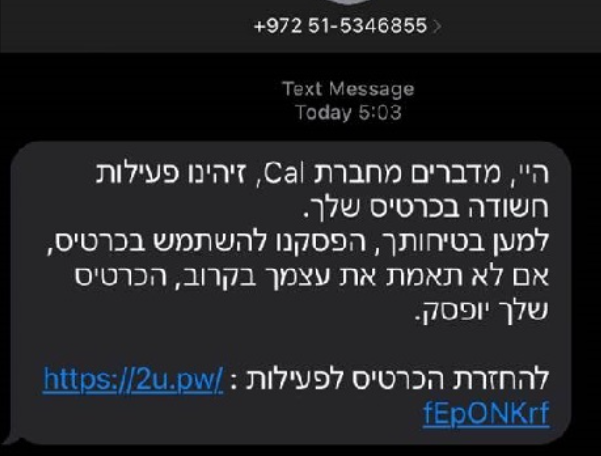 +972 51-5346855 >
Text Message
Today 5:03
היי, מדברים מחברת Cal, זיהינו פעילות
חשודה בכרטיס שלך.
למען בטיחותך, הפסקנו להשתמש בכרטיס,
אם לא תאמת את עצמך בקרוב, הכרטיס
שלך יופסק.
להחזרת הכרטיס לפעילות : https://2u.pw/
fEpONKrf